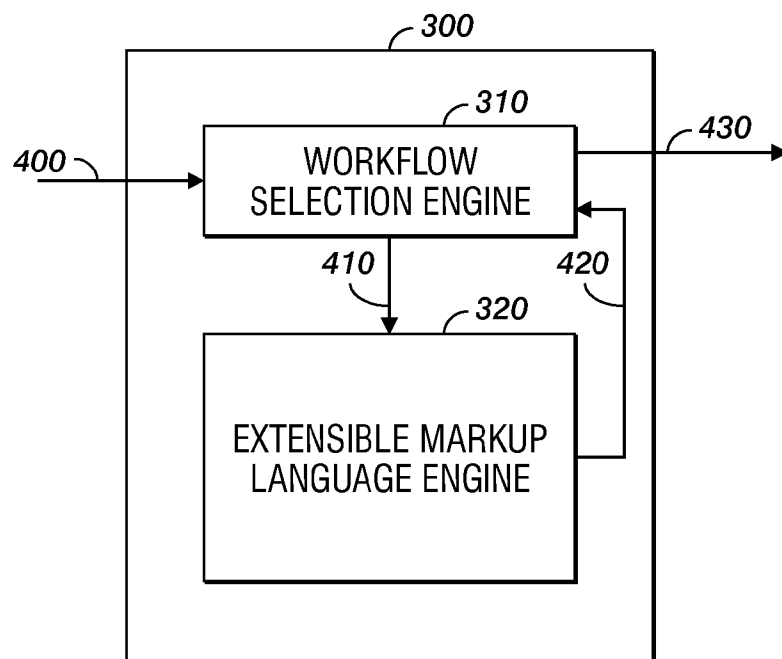 300
310
430
400
WORKFLOW
SELECTION ENGINE
410
420
320
EXTENSIBLE MARKUP
LANGUAGE ENGINE